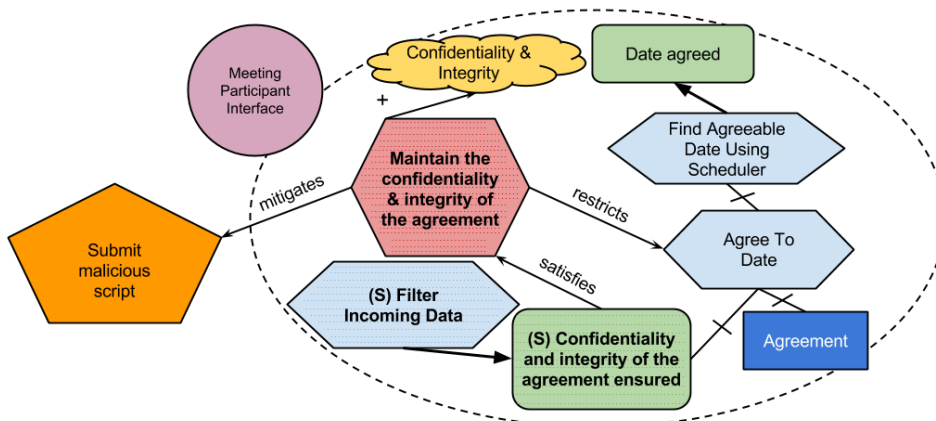 Meeting
Participant
Interface
Confidentiality &
Integrity
Date agreed
+
Find Agreeable
Date Using
Scheduler
Maintain the
confidentiality
& integrity of
the agreement
mitigates
restricts
Submit
malicious
script
Agree To
Date
satisfies
(S) Filter
Incoming Data
(S) Confidentiality
and integrity of the
agreement ensured
Agreement